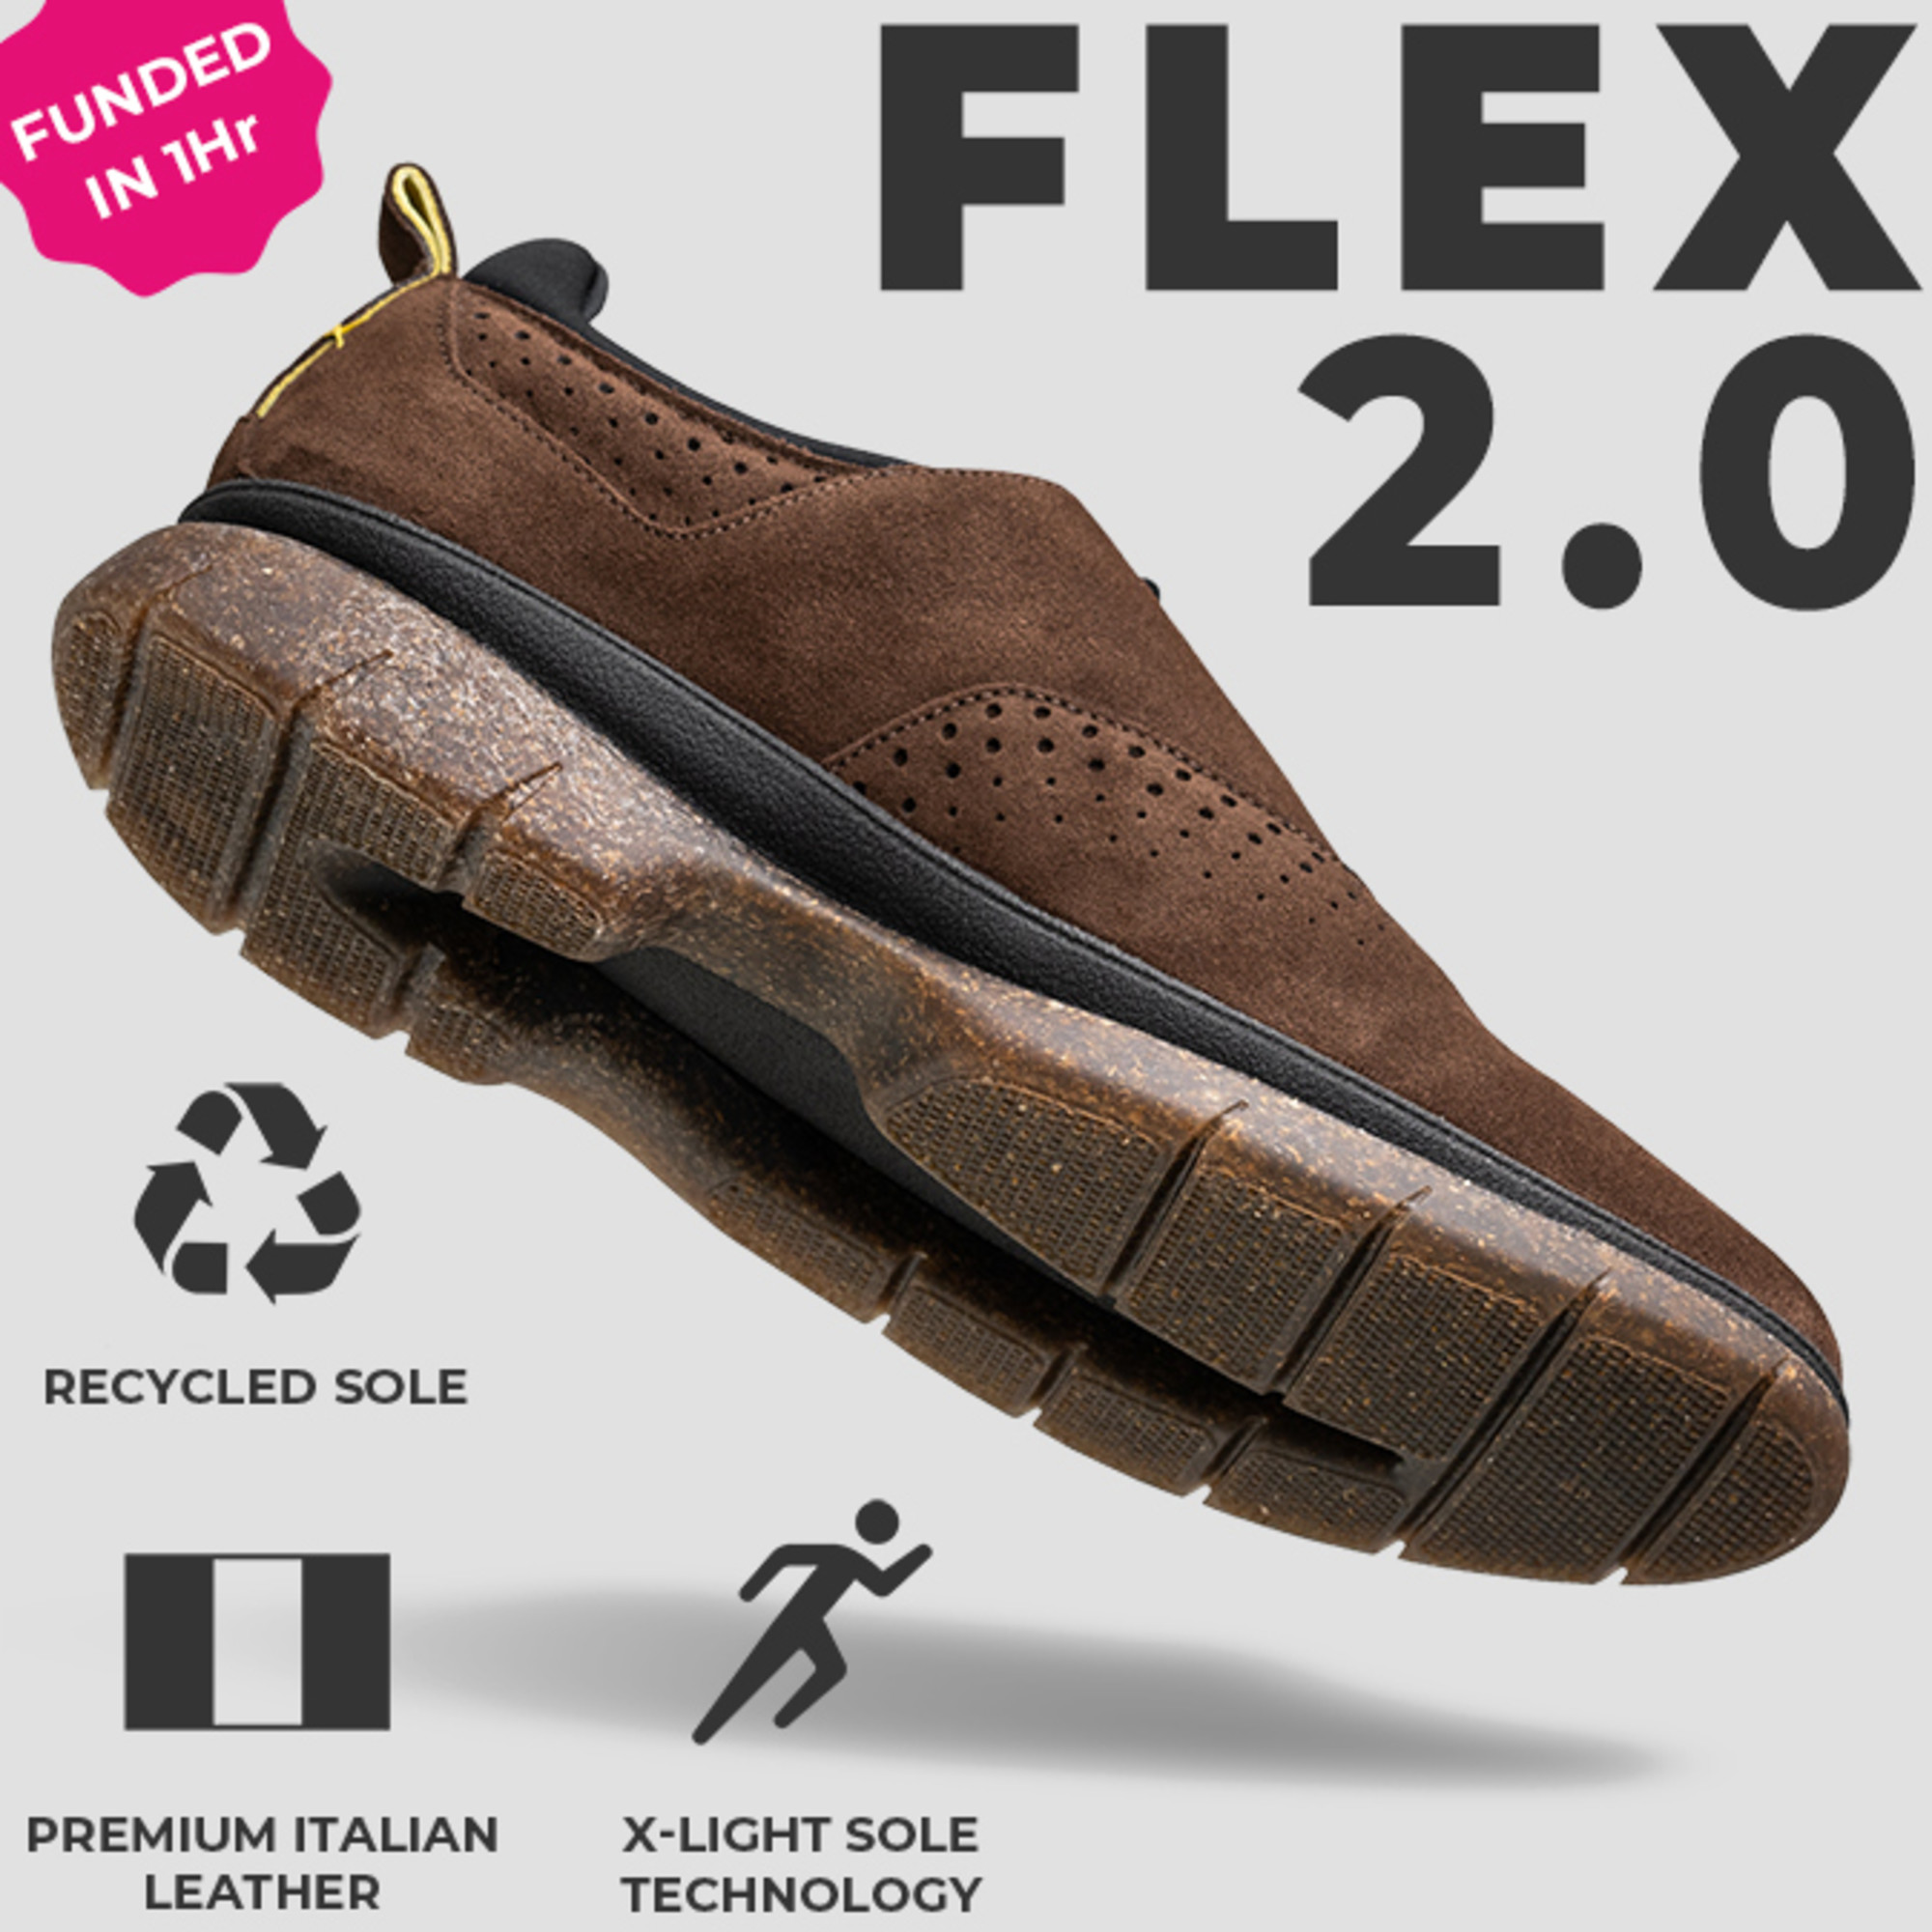 FUNDED
IN 1Hr
FLEX
2.0
RECYCLED SOLE
PREMIUM ITALIAN
LEATHER
X-LIGHT SOLE
TECHNOLOGY